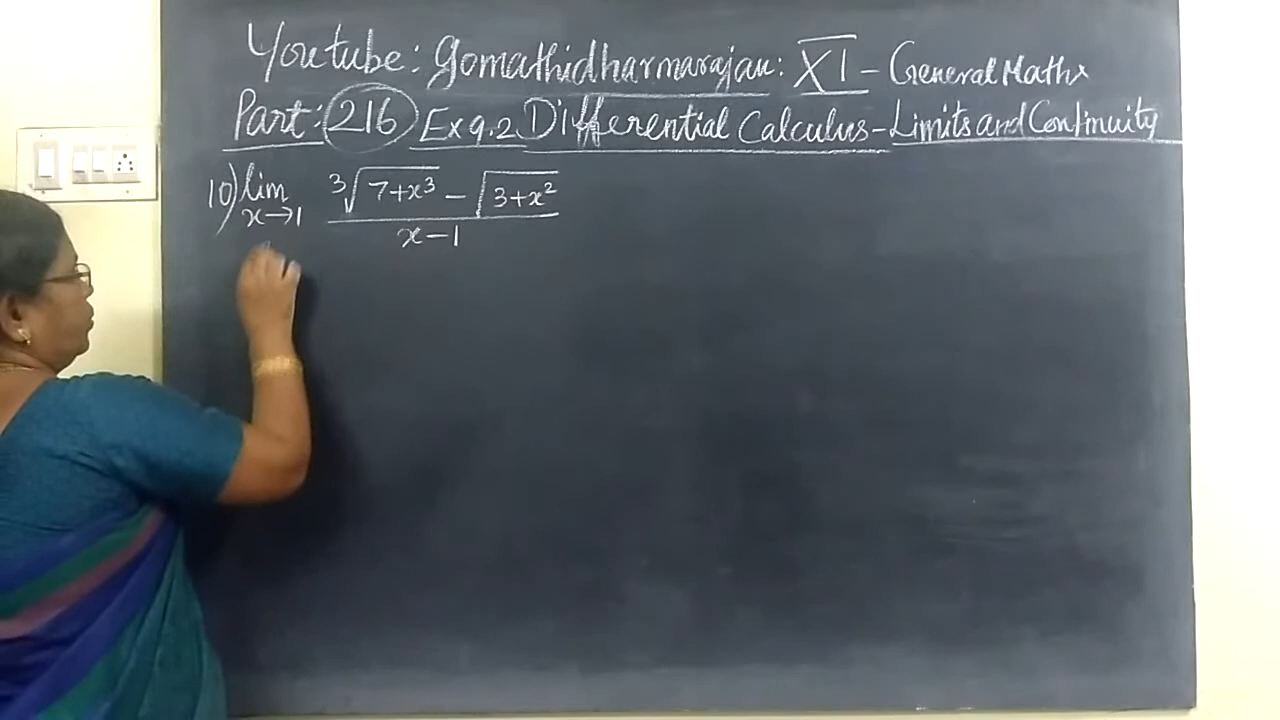 Youtube: Gomathidharmarajan: XI - General Maths
Part: 216 Ex 9.2 Differential Calculus - Limits and Continuity
10) lim x→1 (∛(7+x³) - √(3+x²)) / (x-1)